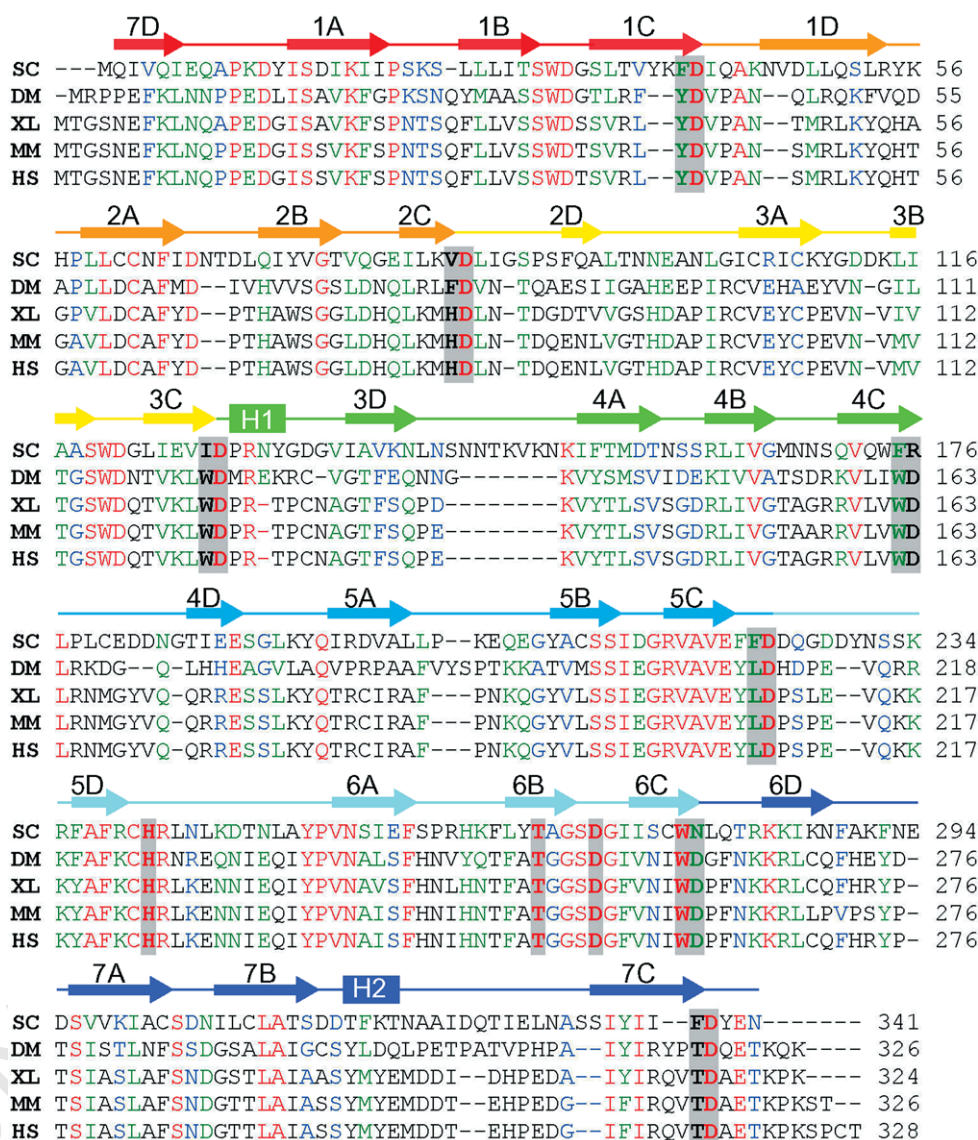 7D 1A 1B 1C 1D
SC ---MQIVQIEQAPKDYISDIKIIPSKS-LLLITSWDGSLTVYKFDIQAKNVDLLQSLRYK 56
DM -MRPPEFKLNNPPEDLISAVKFGPKSNQYMAASSWDGTLRF--YDVPAN--QLRQKFVQD 55
XL MTGSNEFKLNQAPEDGISAVKFSPNTSQFLLVSSWDSSVRL--YDVPAN--TMRLKYQHA 56
MM MTGSNEFKLNQPPEDGISSVKFSPNTSQFLLVSSWDTSVRL--YDVPAN--SMRLKYQHT 56
HS MTGSNEFKLNQPPEDGISSVKFSPNTSQFLLVSSWDTSVRL--YDVPAN--SMRLKYQHT 56
2A 2B 2C 2D 3A 3B
SC HPLLCCNFIDNTDLQIYVGTVQGEILKVDLIGSPSFQALTNNEANLGICRICKYGDDKLI 116
DM APLLDCAFMD--IVHVVSGSLDNQLRLFDVN-TQAESIIGAHEEPIRCVEHAEYVN-GIL 111
XL GPVLDCAFYD--PTHAWSGGLDHQLKMHDLN-TDGDTVVGSHDAPIRCVEYCPEVN-VIV 112
MM GAVLDCAFYD--PTHAWSGGLDHQLKMHDLN-TDQENLVGTHDAPIRCVEYCPEVN-VMV 112
HS GAVLDCAFYD--PTHAWSGGLDHQLKMHDLN-TDQENLVGTHDAPIRCVEYCPEVN-VMV 112
3C H1 3D 4A 4B 4C
SC AASWDGLIEVIDPRNYGDGVIAVKNLNSNNTKVKNKIFTMDTNSSRLIVGMNNSQVQWFR 176
DM TGSWDNTVKLWDMREKRC-VGTFEQNNG-------KVYSMSVIDEKIVVATSDRKVLIWD 163
XL TGSWDQTVKLWDPR-TPCNAGTFSQPD--------KVYTLSVSGDRLIVGTAGRRVLVWD 163
MM TGSWDQTVKLWDPR-TPCNAGTFSQPE--------KVYTLSVSGDRLIVGTAARRVLVWD 163
HS TGSWDQTVKLWDPR-TPCNAGTFSQPE--------KVYTLSVSGDRLIVGTAGRRVLVWD 163
4D 5A 5B 5C
SC LPLCEDDNGTIEESGLKYQIRDVALLP--KEQEGYACSSIDGRVAVEFFDDQGDDYNSSK 234
DM LRKDG--Q-LHHEAGVLAQVPRPAAFVYSPTKKATVMSSIDGRVAVEYLDHDPE--VQRR 218
XL LRNMGYVQ-QRRESSLKYQTRCIRAF---PNKQGYVLSSIEGRVAVEYLDPSLE--VQKK 217
MM LRNMGYVQ-QRRESSLKYQTRCIRAF---PNKQGYVLSSIEGRVAVEYLDPSPE--VQKK 217
HS LRNMGYVQ-QRRESSLKYQTRCIRAF---PNKQGYVLSSIEGRVAVEYLDPSPE--VQKK 217
5D 6A 6B 6C 6D
SC RFAFRCHRLNLKDTNLAYPVNSIEFSPRHKFLYTAGSDGIISCWNLQTRKKIKNFAKFNE 294
DM KFAFKCHRNREQNIEQIYPVNALSFHNVYQTFATGGSDGIVNIWDGFNKKRLCQFHEYD- 276
XL KYAFKCHRLKENNIEQIYPVNAVSFHNLHNTFATGGSDGFVNIWDPFNKKRLCQFHRYP- 276
MM KYAFKCHRLKENNIEQIYPVNAISFHNIHNTFATGGSDGFVNIWDPFNKKRLLPVPSYP- 276
HS KYAFKCHRLKENNIEQIYPVNAISFHNIHNTFATGGSDGFVNIWDPFNKKRLCQFHRYP- 276
7A 7B H2 7C
SC DSVVKIACSDNILCLATSDDTFKTNAAIDQTIELNASSIYII--FDYEN------- 341
DM TSISTLNFSSDGSALAIGCSYLDQLPETPATVPHPA--IYIRYPTDQETKQK---- 326
XL TSIASLAFSNDGSTLAIAASYMYEMDDI-DHPEDA--IYIRQVTDAETKPK---- 324
MM TSIASLAFSNDGTTLAIASSYMYEMDDT-EHPEDG--IFIRQVTDAETKPKST-- 326
HS TSIASLAFSNDGTTLAIASSYMYEMDDT-EHPEDG--IFIRQVTDAETKPKSPCT 328